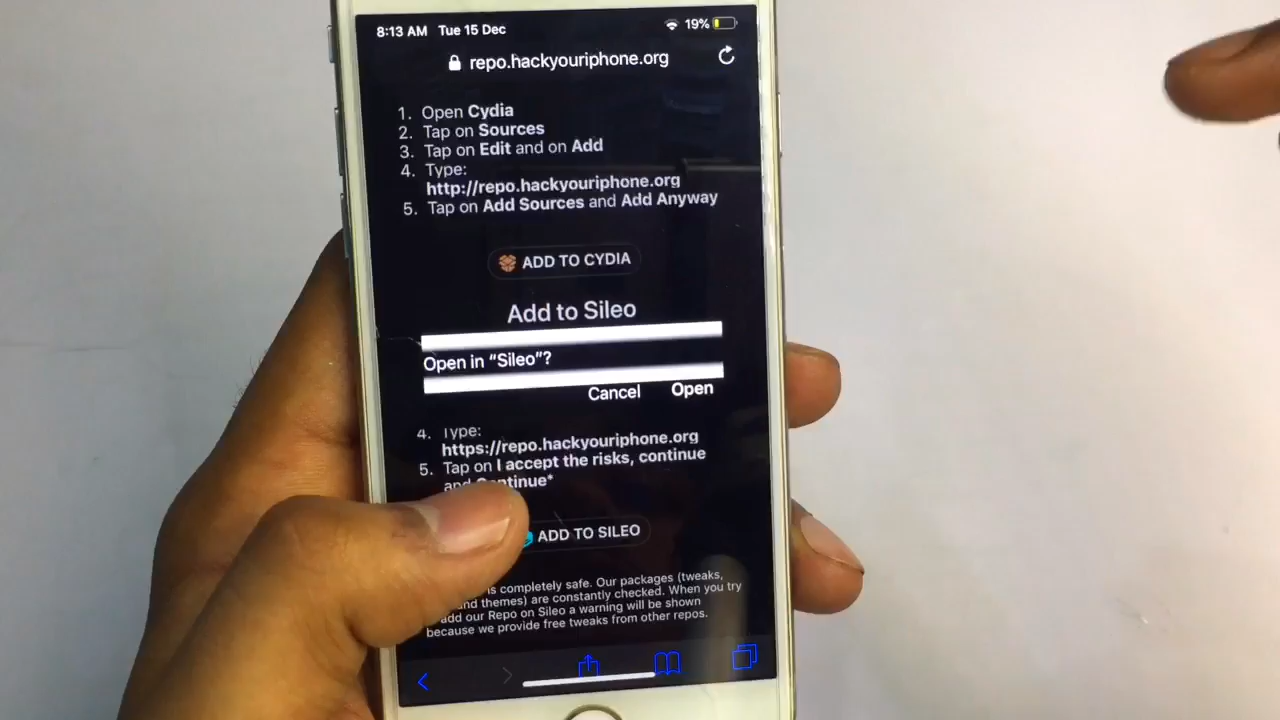 8:13 AM Tue 15 Dec 19%
repo.hackyouriphone.org
1. Open Cydia
2. Tap on Sources
3. Tap on Edit and on Add
4. Type:
http://repo.hackyouriphone.org
5. Tap on Add Sources and Add Anyway
ADD TO CYDIA
Add to Sileo
Open in “Sileo”?
Cancel Open
4. Type:
https://repo.hackyouriphone.org
5. Tap on I accept the risks, continue
and Continue*
ADD TO SILEO
is completely safe. Our packages (tweaks,
and themes) are constantly checked. When you try
add our Repo on Sileo a warning will be shown
because we provide free tweaks from other repos.